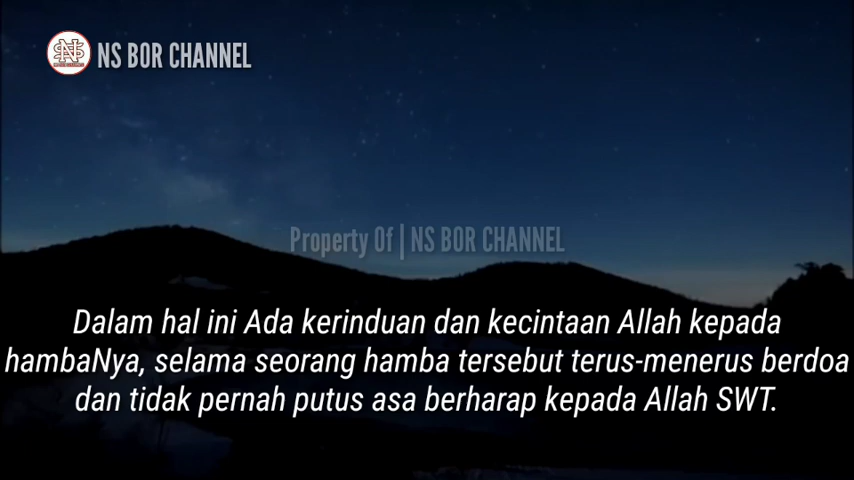 NS BOR CHANNEL
Property Of | NS BOR CHANNEL
Dalam hal ini Ada kerinduan dan kecintaan Allah kepada
hambaNya, selama seorang hamba tersebut terus-menerus berdoa
dan tidak pernah putus asa berharap kepada Allah SWT.